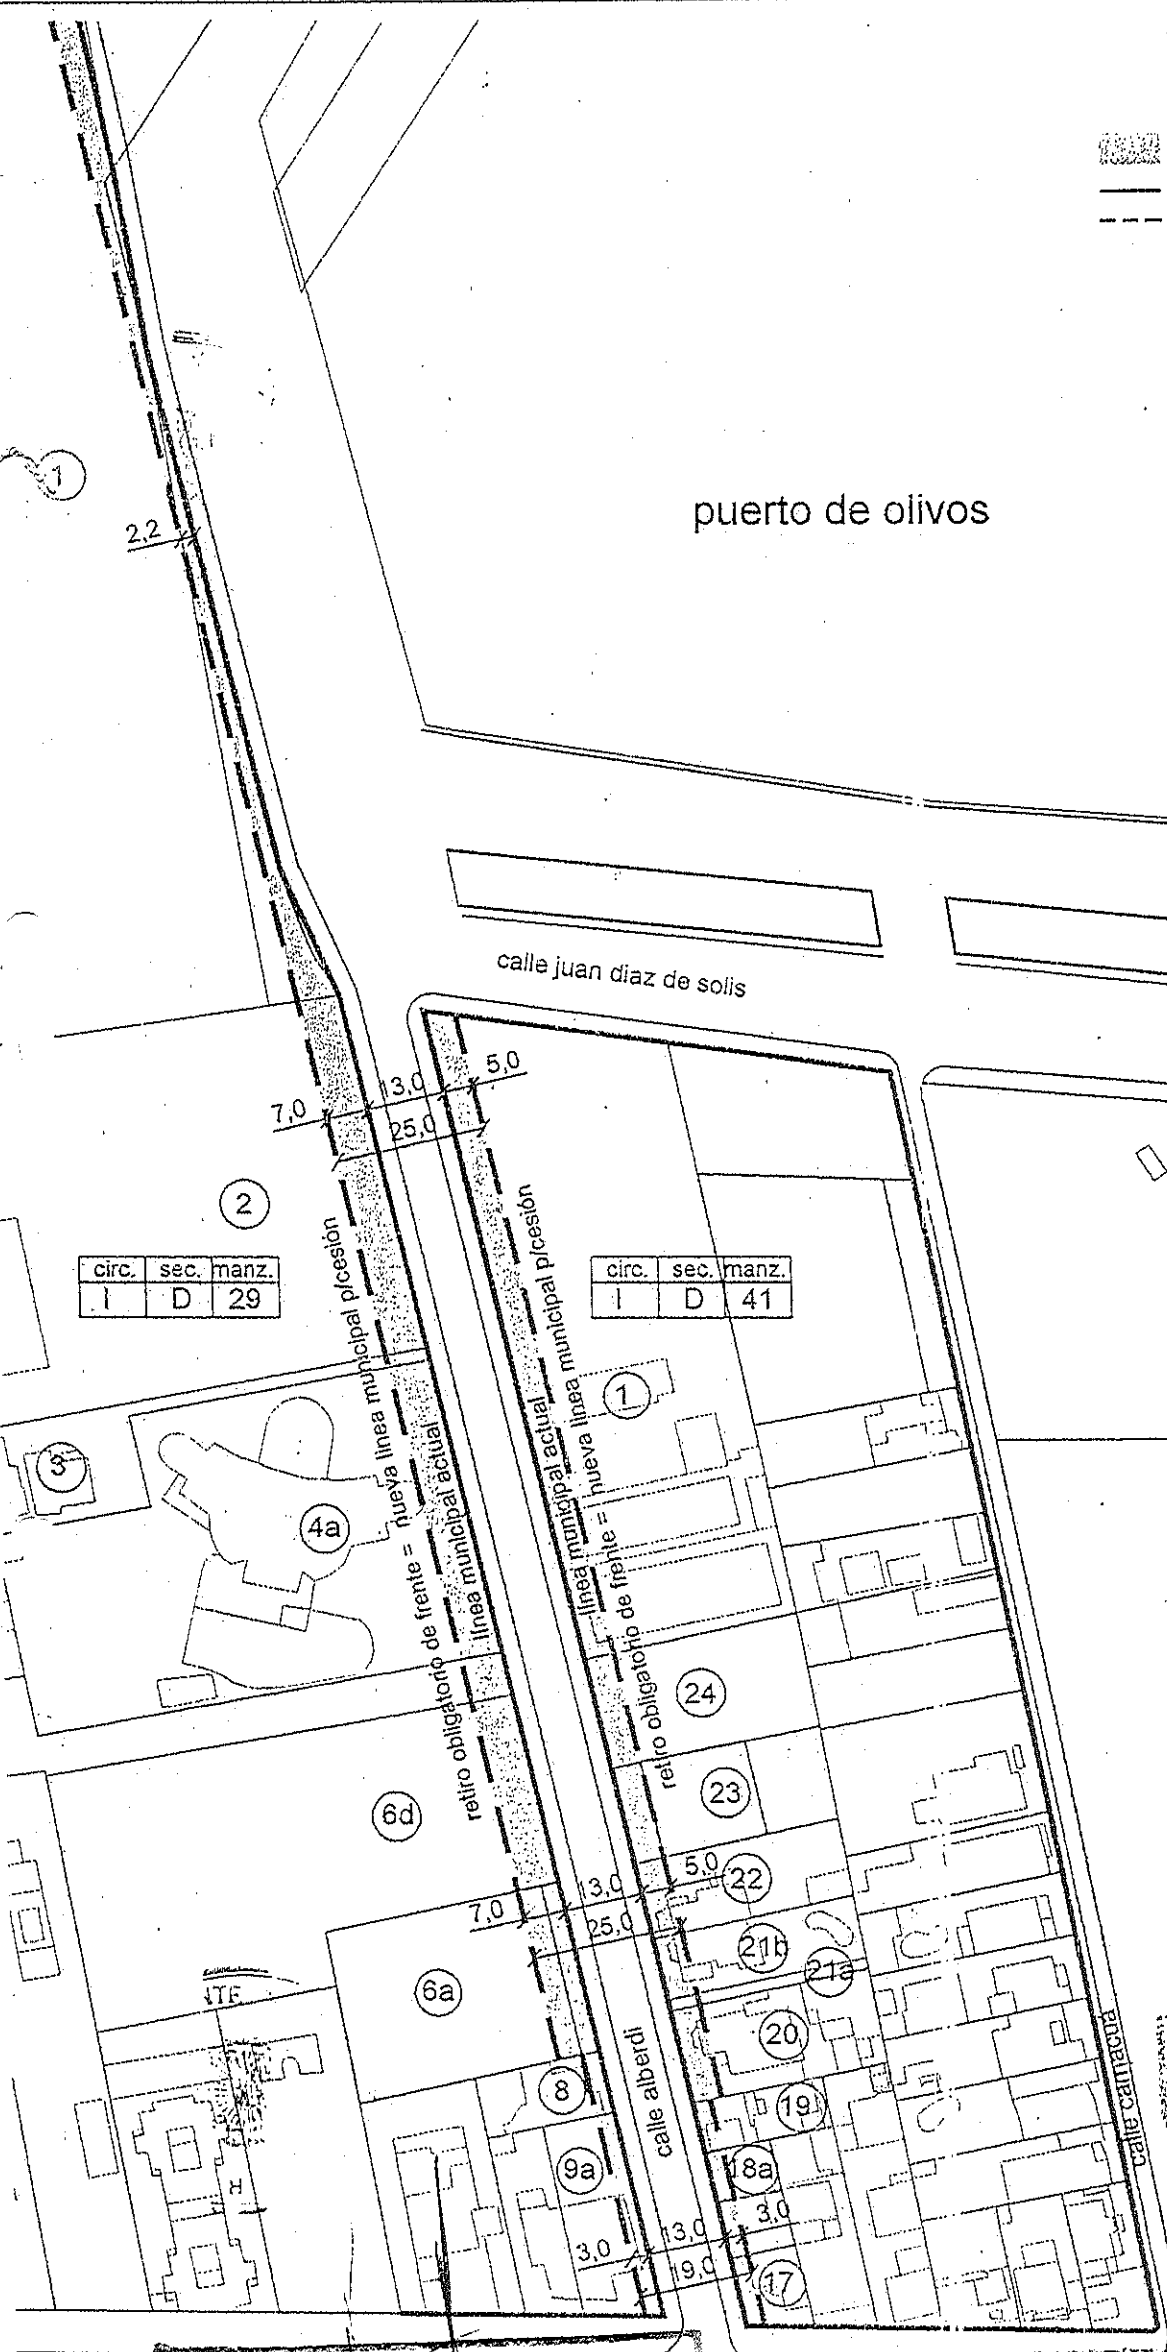 1
2,2
puerto de olivos
calle juan diaz de solis
5,0
13,0
7,0
25,0
2
circ. sec. manz.
I D 29
circ. sec. manz.
I D 41
retiro obligatorio de frente = nueva linea municipal p/cesión
línea municipal actual
línea municipal actual
retiro obligatorio de frente = nueva linea municipal p/cesión
1
3
4a
24
23
6d
5,0
22
13,0
7,0
25,0
21b
21a
6a
20
calle alberdi
8
19
calle camacua
9a
18a
3,0
13,0
3,0
19,0
17